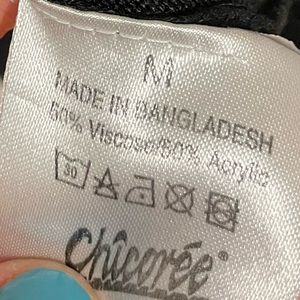 M
MADE IN BANGLADESH
50% Viscose/50% Acrylic
30
Chicorée®